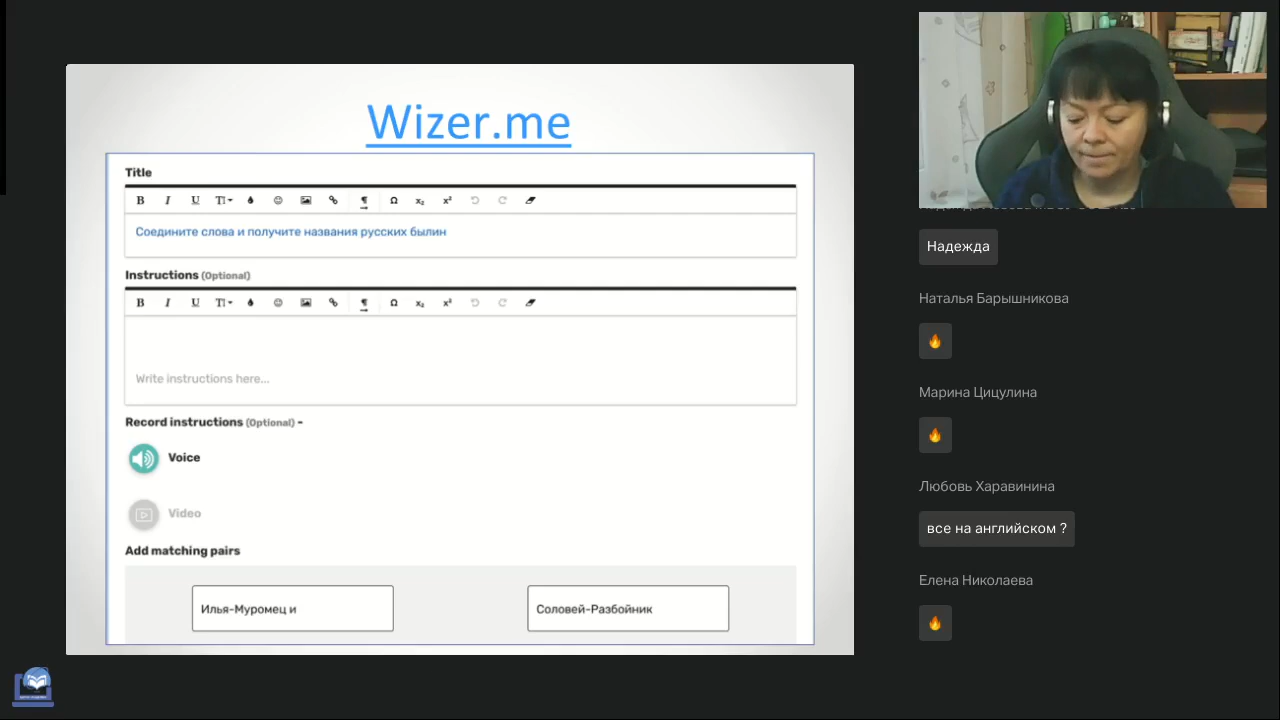 Wizer.me
Title
Соедините слова и получите названия русских былин
Instructions (Optional)
Write instructions here...
Record instructions (Optional) -
Voice
Video
Add matching pairs
Илья-Муромец и
Соловей-Разбойник
Надежда
Наталья Барышникова
Марина Цицулина
Любовь Харавинина
все на английском ?
Елена Николаева